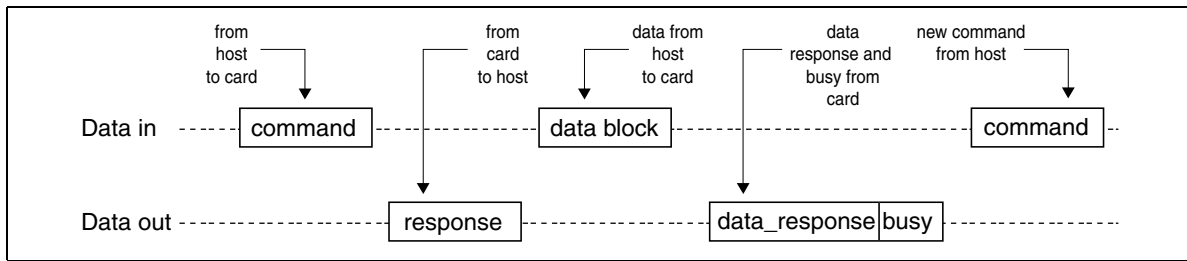 from
host
to card
from
card
to host
data from
host
to card
data
response and
busy from
card
new command
from host
Data in
command
data block
command
Data out
response
data_response
busy